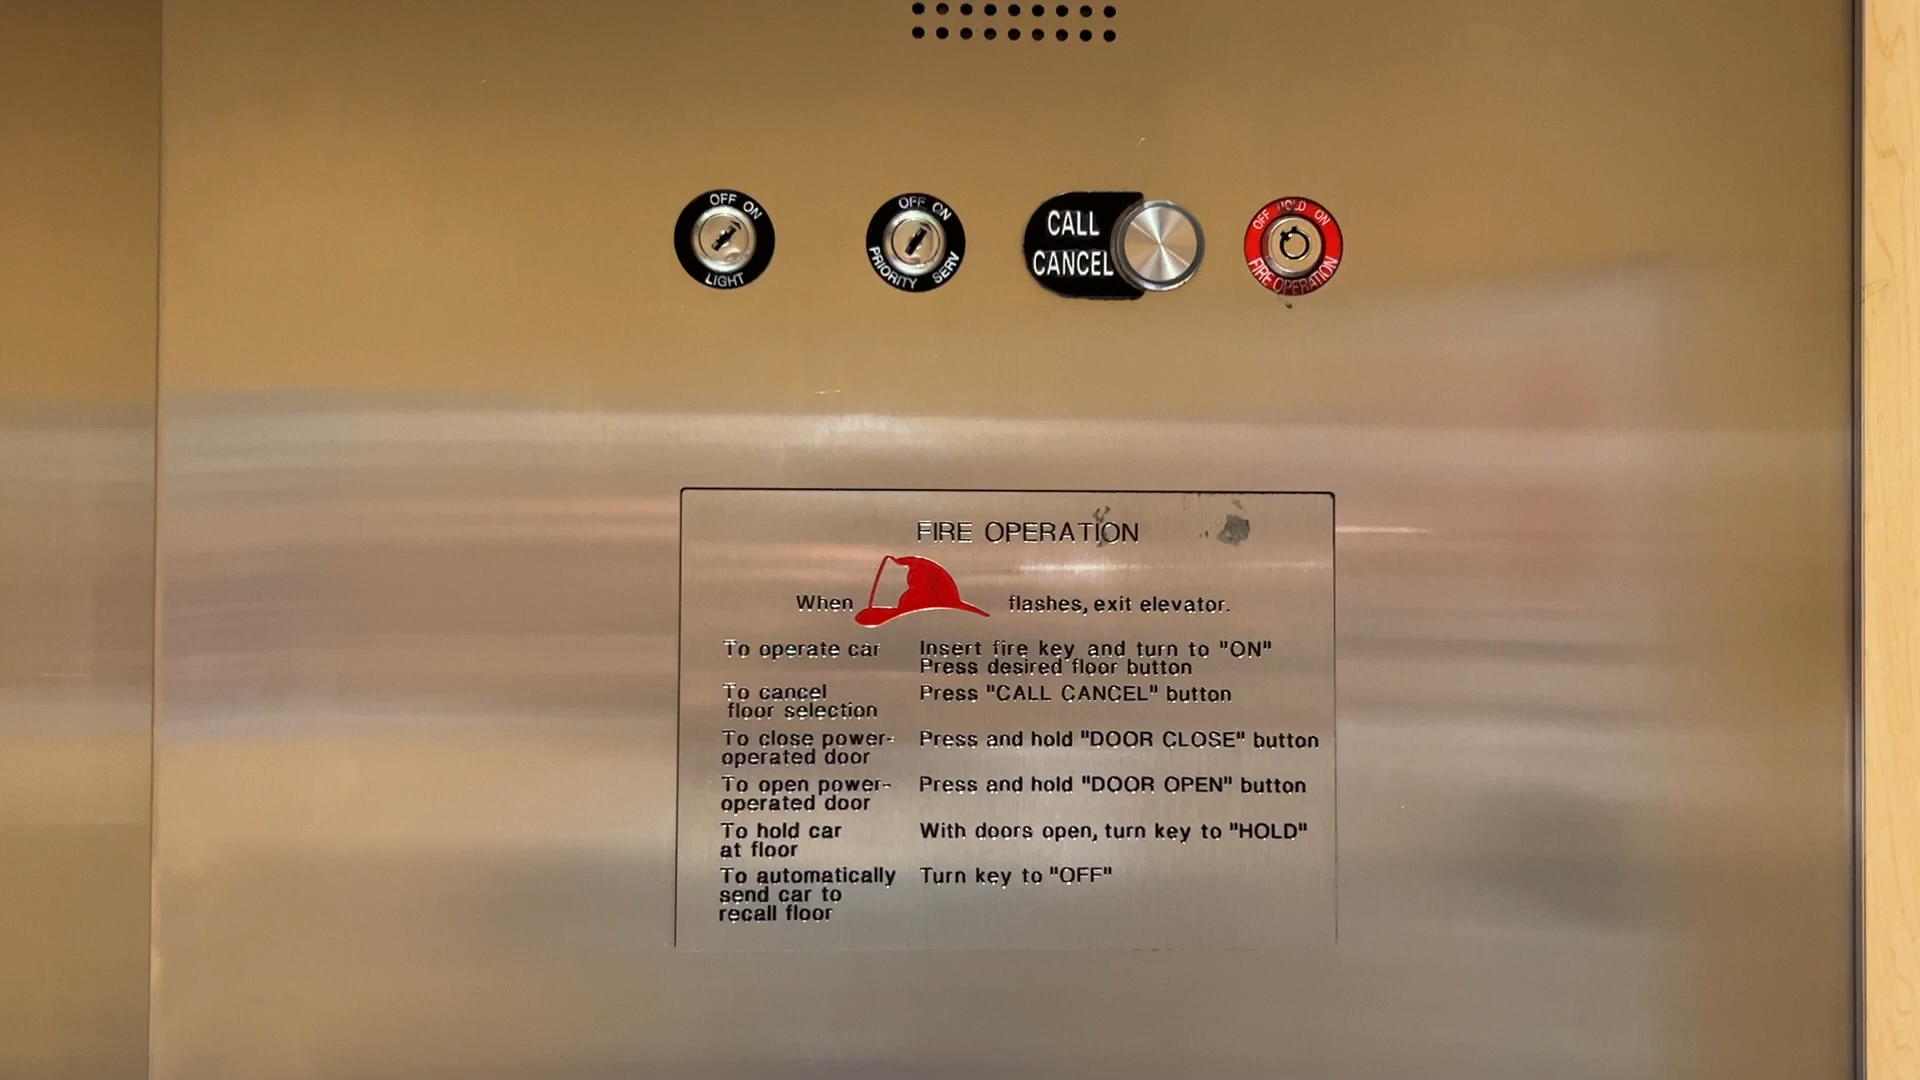 OFF ON
LIGHT
OFF ON
PRIORITY SERV
CALL
CANCEL
OFF HOLD ON
FIRE OPERATION
FIRE OPERATION
When flashes, exit elevator.
To operate car Insert fire key and turn to "ON"
Press desired floor button
To cancel Press "CALL CANCEL" button
floor selection
To close power- Press and hold "DOOR CLOSE" button
operated door
To open power- Press and hold "DOOR OPEN" button
operated door
To hold car With doors open, turn key to "HOLD"
at floor
To automatically Turn key to "OFF"
send car to
recall floor